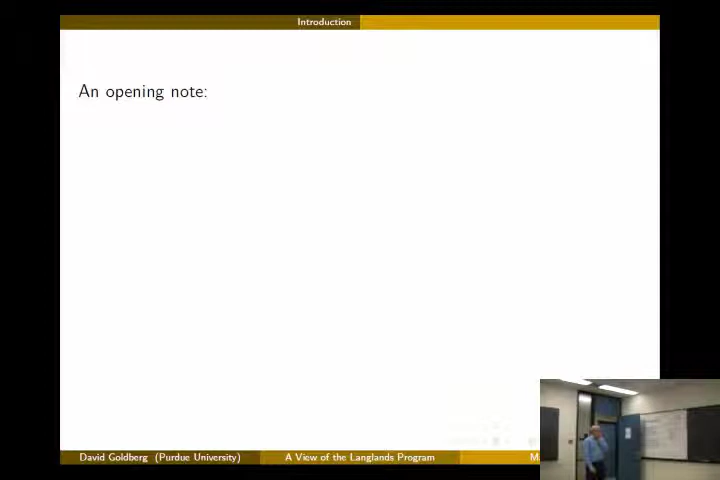 Introduction
An opening note:
David Goldberg (Purdue University)
A View of the Langlands Program
M